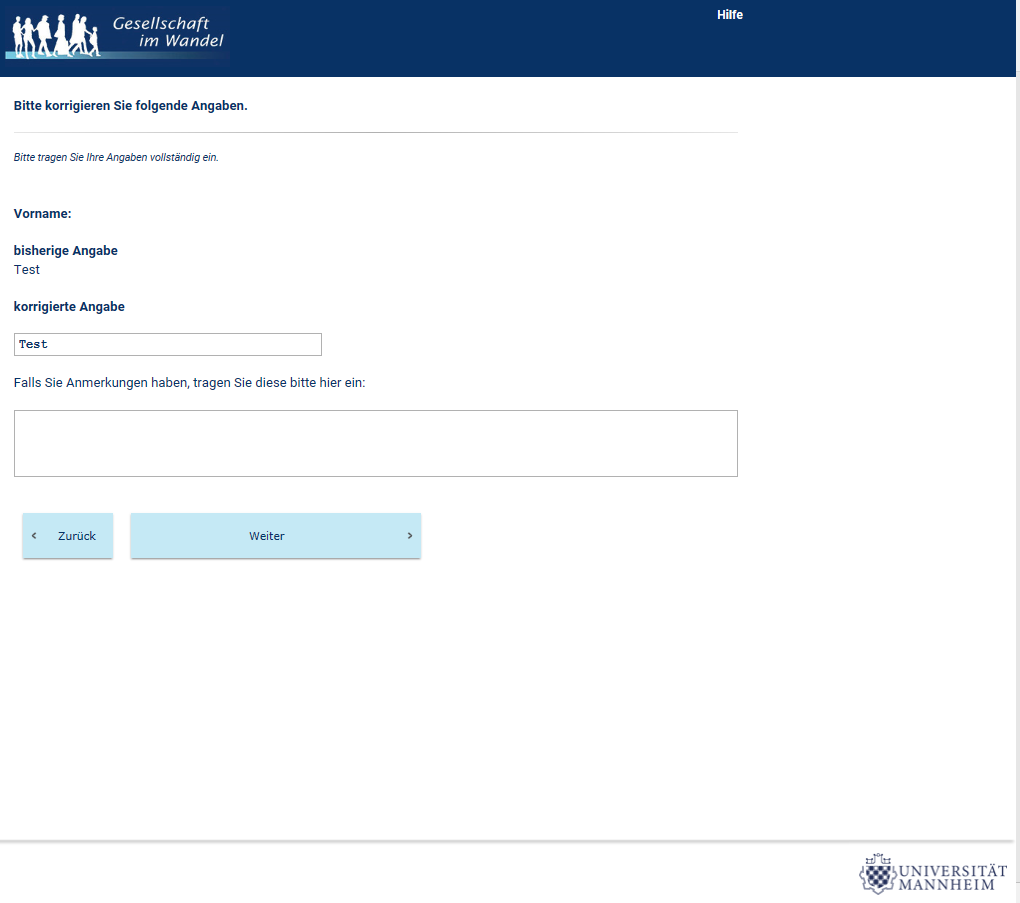 Gesellschaft
im Wandel
Hilfe
Bitte korrigieren Sie folgende Angaben.
Bitte tragen Sie Ihre Angaben vollständig ein.
Vorname:
bisherige Angabe
Test
korrigierte Angabe
Test
Falls Sie Anmerkungen haben, tragen Sie diese bitte hier ein:
‹ Zurück
Weiter ›
UNIVERSITÄT
MANNHEIM